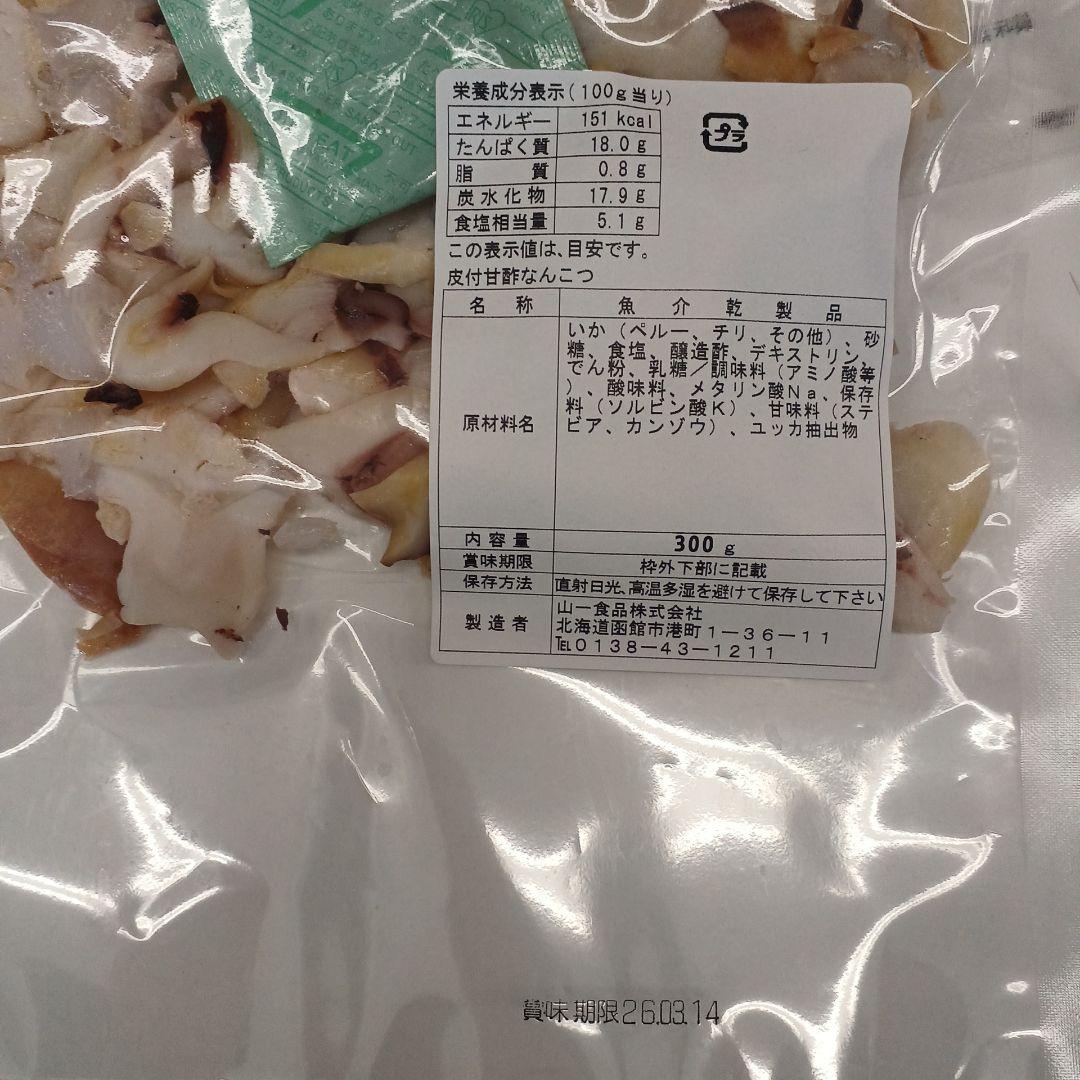 栄養成分表示(100g当り)
エネルギー 151 kcal
たんぱく質 18.0 g
脂質 0.8 g
炭水化物 17.9 g
食塩相当量 5.1 g
この表示値は、目安です。
プラ
皮付甘酢なんこつ
名称 魚介乾製品
原材料名
いか（ペルー、チリ、その他）、砂
糖、食塩、醸造酢、デキストリン、
でん粉、乳糖／調味料（アミノ酸等
）、酸味料、メタリン酸Na、保存
料（ソルビン酸K）、甘味料（ステ
ビア、カンゾウ）、ユッカ抽出物
内容量 300 g
賞味期限 枠外下部に記載
保存方法 直射日光、高温多湿を避けて保存して下さい
製造者
山一食品株式会社
北海道函館市港町1－36－11
℡0138－43－1211
賞味期限26.03.14